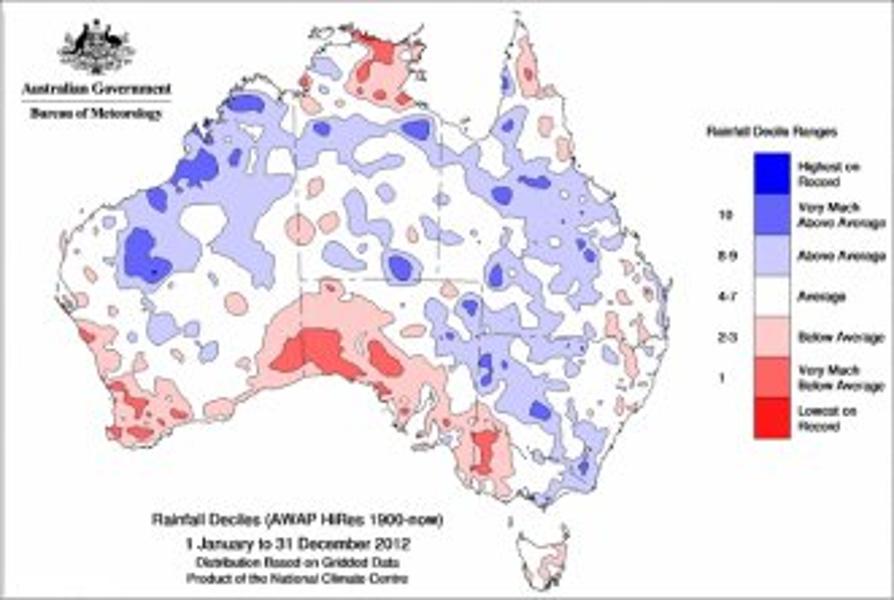 Australian Government
Bureau of Meteorology
Rainfall Decile Ranges
Highest on
Record
10
Very Much
Above Average
8-9
Above Average
4-7
Average
2-3
Below Average
1
Very Much
Below Average
Lowest on
Record
Rainfall Deciles (AWAP HiRes 1900-now)
1 January to 31 December 2012
Distribution Based on Gridded Data
Product of the National Climate Centre